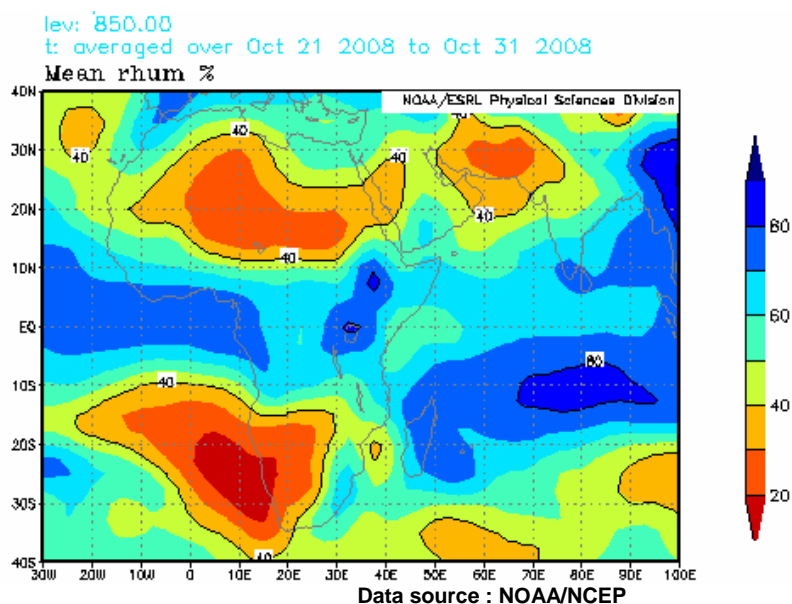 lev: 850.00
t: averaged over Oct 21 2008 to Oct 31 2008
Mean rhum %
NOAA/ESRL Physical Sciences Division
40N
30N
20N
10N
EQ
10S
20S
30S
40S
30W 20W 10W 0 10E 20E 30E 40E 50E 60E 70E 80E 90E 100E
40
40
40
40
40
40
80
40
80
60
40
20
Data source : NOAA/NCEP